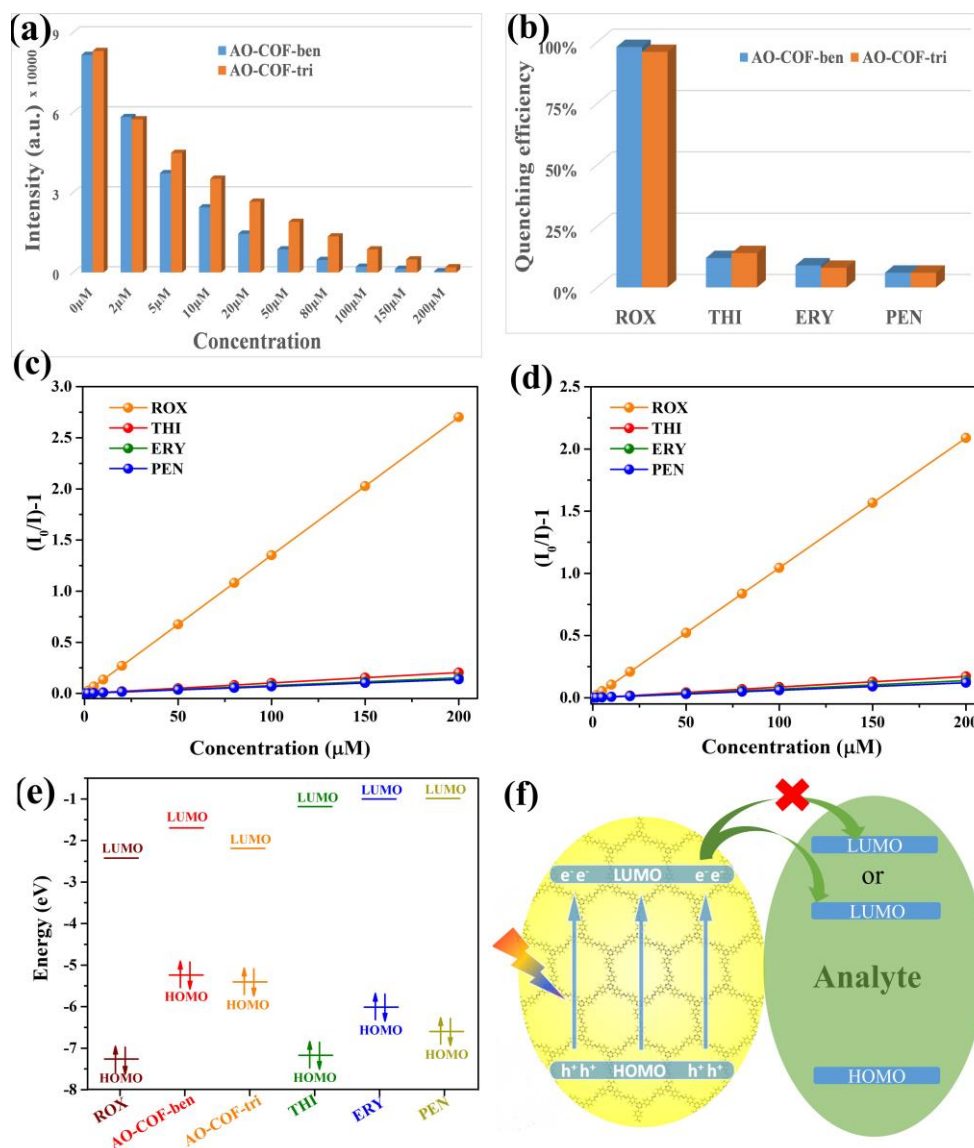 (a)
Intensity (a.u.) x 10000
9
6
3
0
AO-COF-ben
AO-COF-tri
0μM 2μM 5μM 10μM 20μM 50μM 80μM 100μM 150μM 200μM
Concentration
(b)
Quenching efficiency
100%
75%
50%
25%
0%
AO-COF-ben AO-COF-tri
ROX THI ERY PEN
(c)
(I0/I)-1
3.0
2.5
2.0
1.5
1.0
0.5
0.0
ROX
THI
ERY
PEN
0 50 100 150 200
Concentration (μM)
(d)
(I0/I)-1
2.5
2.0
1.5
1.0
0.5
0.0
ROX
THI
ERY
PEN
0 50 100 150 200
Concentration (μM)
(e)
Energy (eV)
-1
-2
-3
-4
-5
-6
-7
-8
LUMO
LUMO
LUMO
LUMO
LUMO
LUMO
HOMO
HOMO
HOMO
HOMO
HOMO
HOMO
ROX AO-COF-ben AO-COF-tri THI ERY PEN
(f)
e⁻e⁻ LUMO e⁻e⁻
h⁺h⁺ HOMO h⁺h⁺
LUMO
or
LUMO
Analyte
HOMO